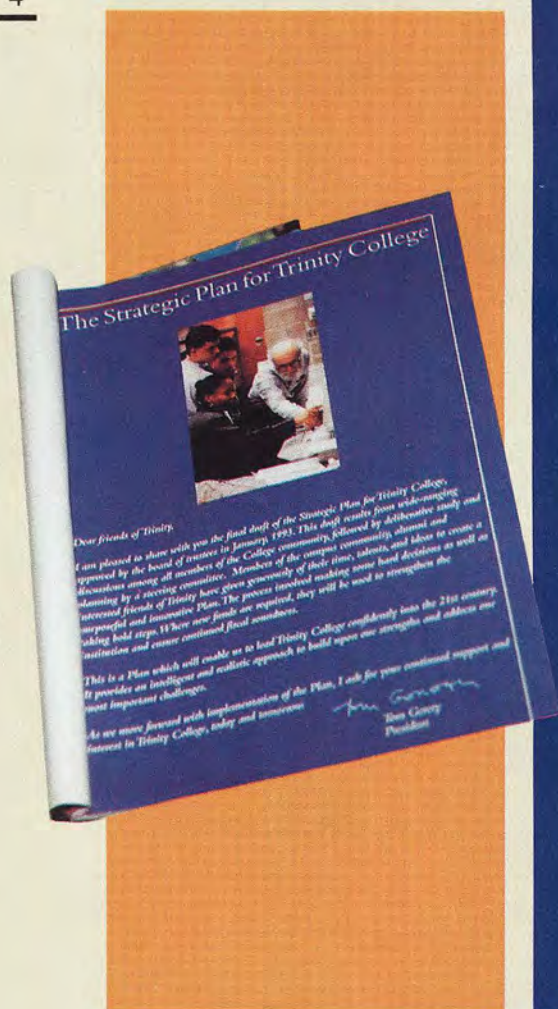 4
The Strategic Plan for Trinity College
Dear friends of Trinity,
I am pleased to share with you the final draft of the Strategic Plan for Trinity College,
approved by the board of trustees in January, 1993. This draft results from wide-ranging
discussions among all members of the College community, followed by deliberative study and
planning by a steering committee. Members of the campus community, alumni and
interested friends of Trinity have given generously of their time, talents, and ideas to create a
purposeful and innovative Plan. The process involved making some hard decisions as well as
taking bold steps. Where new funds are required, they will be used to strengthen the
institution and ensure continued fiscal soundness.
This is a Plan which will enable us to lead Trinity College confidently into the 21st century.
It provides an intelligent and realistic approach to build upon our strengths and address our
most important challenges.
As we move forward with implementation of the Plan, I ask for your continued support and
interest in Trinity College, today and tomorrow.
Tom Gerety
Tom Gerety
President